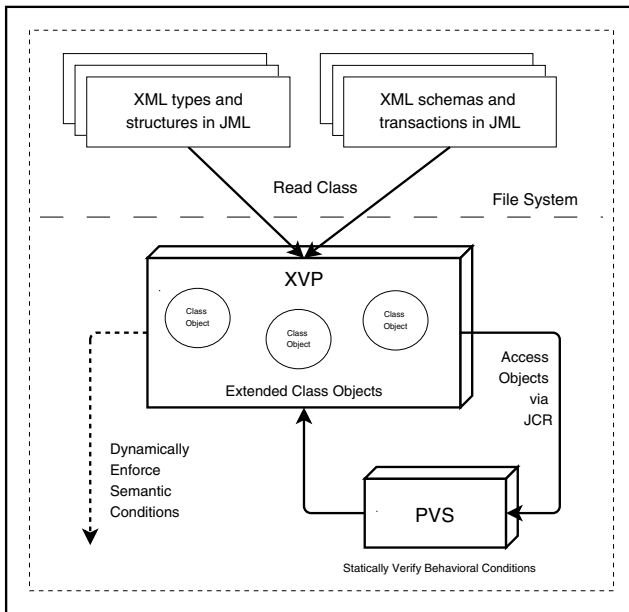 XML types and
structures in JML
XML schemas and
transactions in JML
Read Class
File System
XVP
Class
Object
Class
Object
Class
Object
Extended Class Objects
Access
Objects
via
JCR
Dynamically
Enforce
Semantic
Conditions
PVS
Statically Verify Behavioral Conditions